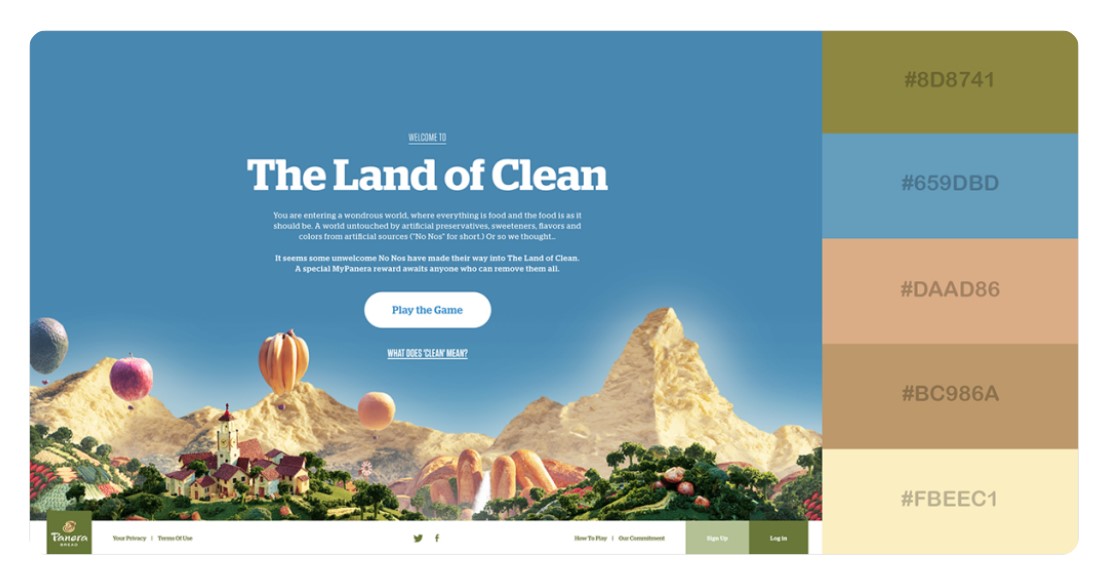 WELCOME TO
The Land of Clean
You are entering a wondrous world, where everything is food and the food is as it
should be. A world untouched by artificial preservatives, sweeteners, flavors and
colors from artificial sources ("No Nos" for short.) Or so we thought...
It seems some unwelcome No Nos have made their way into The Land of Clean.
A special MyPanera reward awaits anyone who can remove them all.
Play the Game
WHAT DOES 'CLEAN' MEAN?
Panera
BREAD
Your Privacy | Terms Of Use
How To Play | Our Commitment
Sign Up
Log in
#8D8741
#659DBD
#DAAD86
#BC986A
#FBEEC1